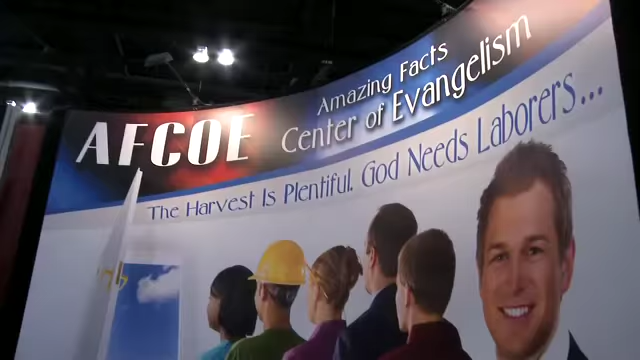 AFCOE
Amazing Facts
Center of Evangelism
The Harvest Is Plentiful. God Needs Laborers...